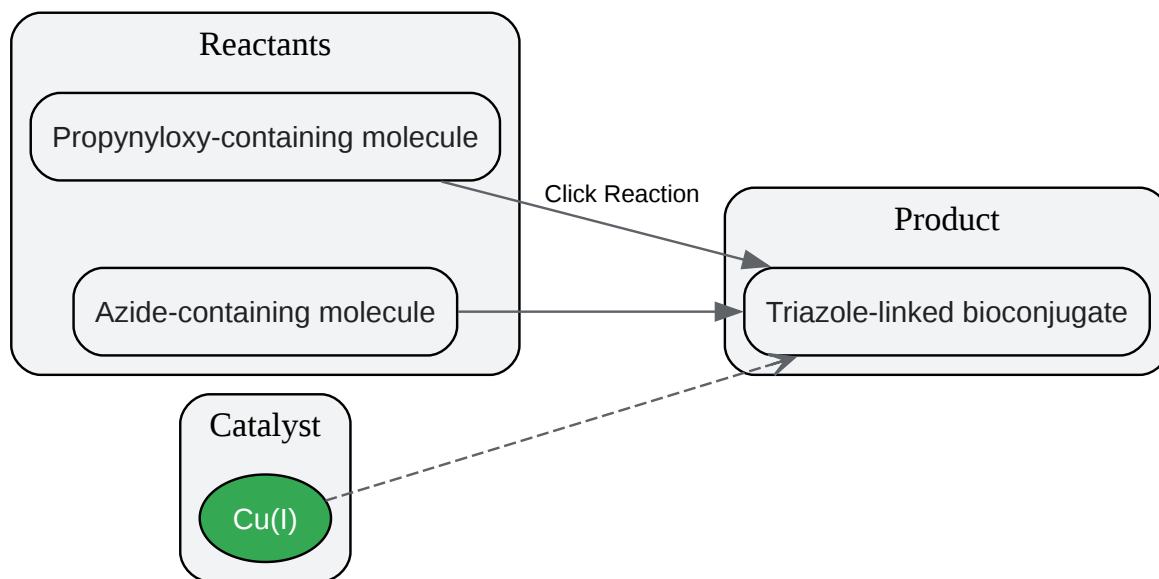 Reactants
Propynyloxy-containing molecule
Click Reaction
Azide-containing molecule
Product
Triazole-linked bioconjugate
Catalyst
Cu(I)